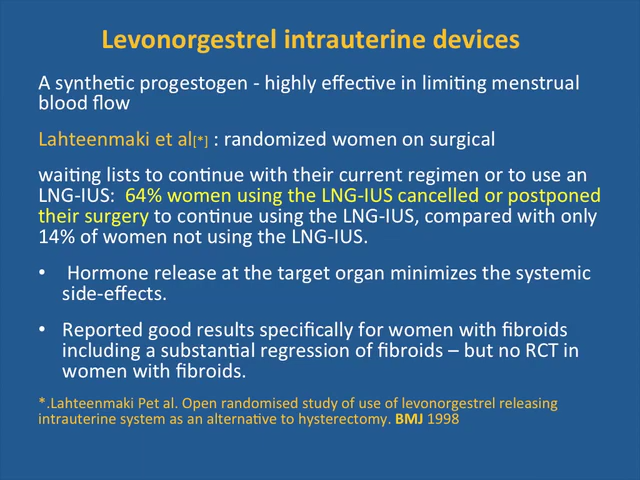 Levonorgestrel intrauterine devices
A synthetic progestogen - highly effective in limiting menstrual
blood flow
Lahteenmaki et al[*] : randomized women on surgical
waiting lists to continue with their current regimen or to use an
LNG-IUS: 64% women using the LNG-IUS cancelled or postponed
their surgery to continue using the LNG-IUS, compared with only
14% of women not using the LNG-IUS.
• Hormone release at the target organ minimizes the systemic
side-effects.
• Reported good results specifically for women with fibroids
including a substantial regression of fibroids – but no RCT in
women with fibroids.
*.Lahteenmaki Pet al. Open randomised study of use of levonorgestrel releasing
intrauterine system as an alternative to hysterectomy. BMJ 1998